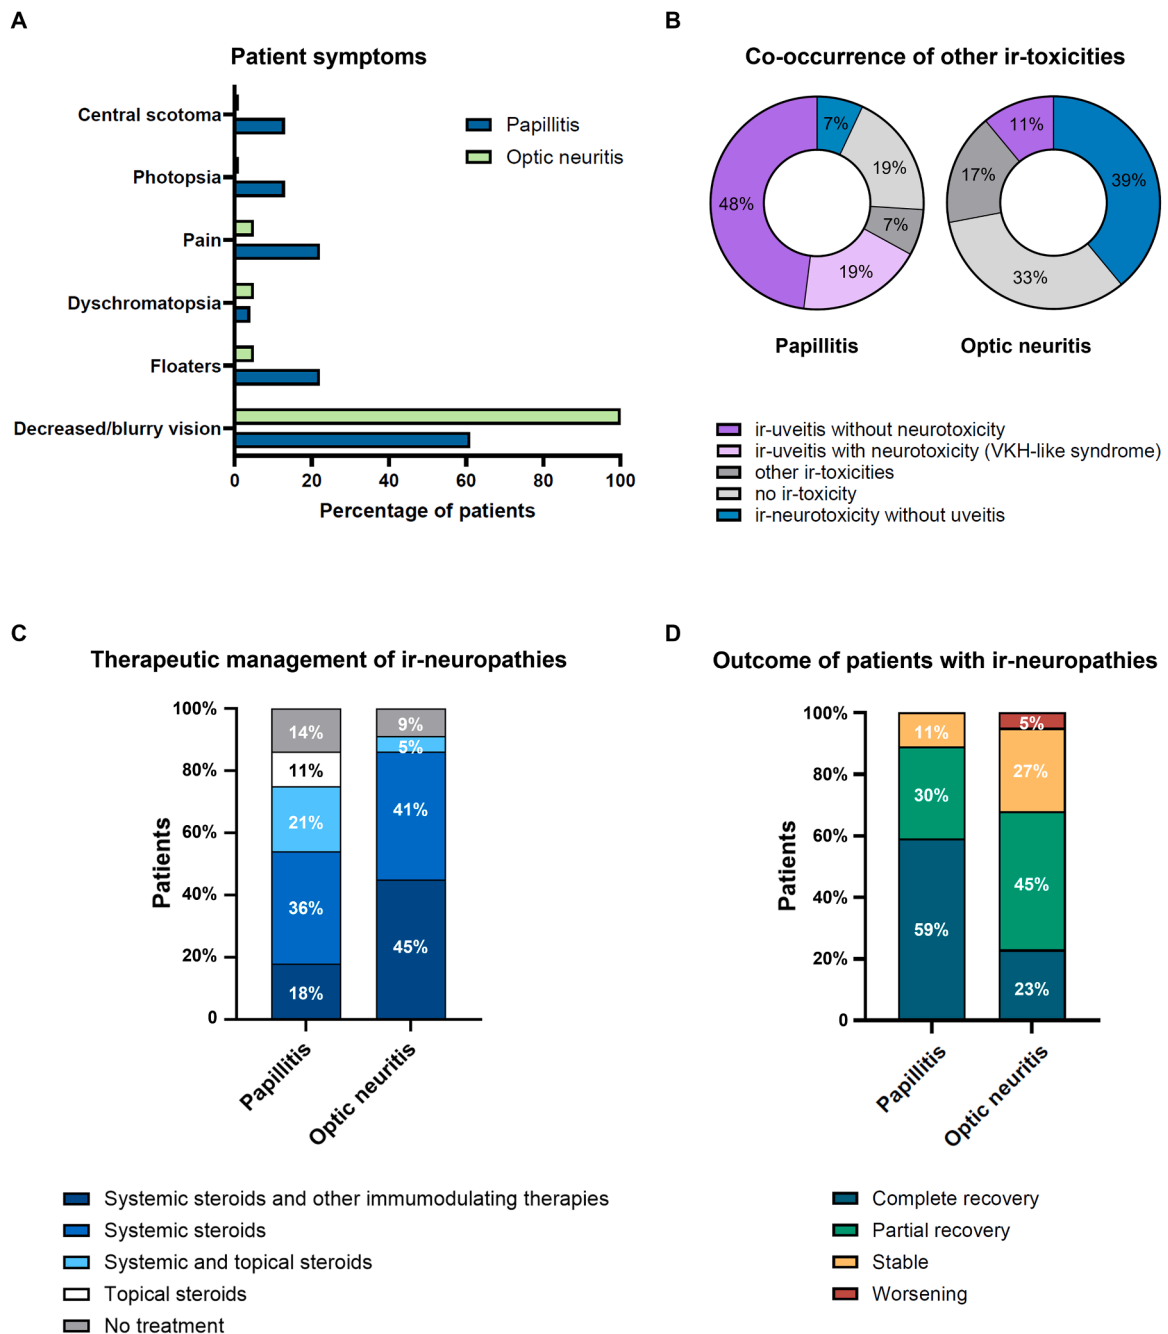 A
Patient symptoms
Central scotoma
Photopsia
Pain
Dyschromatopsia
Floaters
Decreased/blurry vision
0 20 40 60 80 100
Percentage of patients
Papillitis
Optic neuritis
B
Co-occurrence of other ir-toxicities
7%
19%
7%
19%
48%
Papillitis
11%
39%
17%
33%
Optic neuritis
ir-uveitis without neurotoxicity
ir-uveitis with neurotoxicity (VKH-like syndrome)
other ir-toxicities
no ir-toxicity
ir-neurotoxicity without uveitis
C
Therapeutic management of ir-neuropathies
Patients
100%
80%
60%
40%
20%
0
14%
11%
21%
36%
18%
9%
5%
41%
45%
Papillitis
Optic neuritis
Systemic steroids and other immumodulating therapies
Systemic steroids
Systemic and topical steroids
Topical steroids
No treatment
D
Outcome of patients with ir-neuropathies
Patients
100%
80%
60%
40%
20%
0
11%
30%
59%
5%
27%
45%
23%
Papillitis
Optic neuritis
Complete recovery
Partial recovery
Stable
Worsening